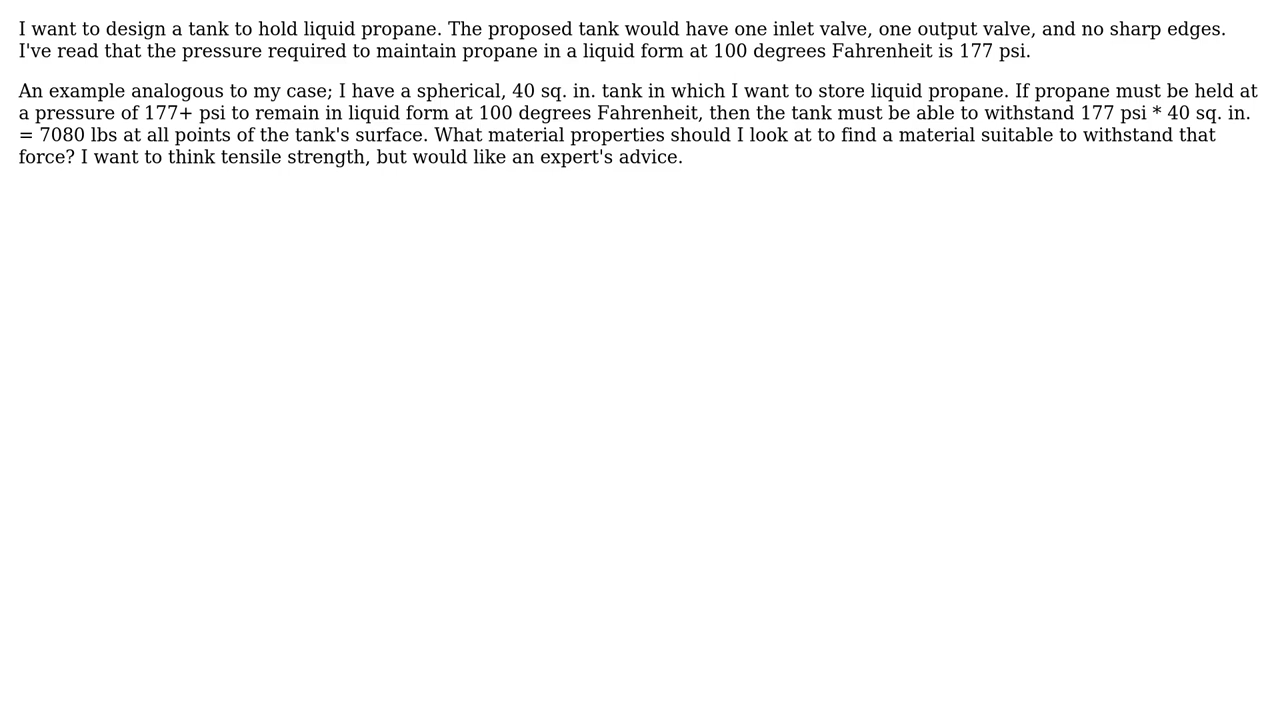 I want to design a tank to hold liquid propane. The proposed tank would have one inlet valve, one output valve, and no sharp edges.
I've read that the pressure required to maintain propane in a liquid form at 100 degrees Fahrenheit is 177 psi.
An example analogous to my case; I have a spherical, 40 sq. in. tank in which I want to store liquid propane. If propane must be held at
a pressure of 177+ psi to remain in liquid form at 100 degrees Fahrenheit, then the tank must be able to withstand 177 psi * 40 sq. in.
= 7080 lbs at all points of the tank's surface. What material properties should I look at to find a material suitable to withstand that
force? I want to think tensile strength, but would like an expert's advice.